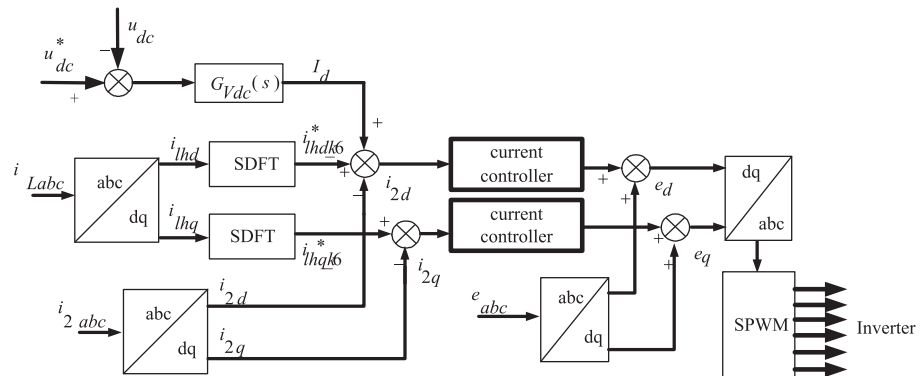 u dc
−
u* dc
+
G Vdc (s)
I d
+
i Labc
abc
dq
i lhd
SDFT
i* lhdk6
+
−
i 2d
current
controller
+
+
e d
dq
abc
i lhq
SDFT
i* lhqk6
+
−
i 2q
current
controller
+
+
e q
i 2 abc
abc
dq
i 2d
i 2q
e abc
abc
dq
SPWM
Inverter